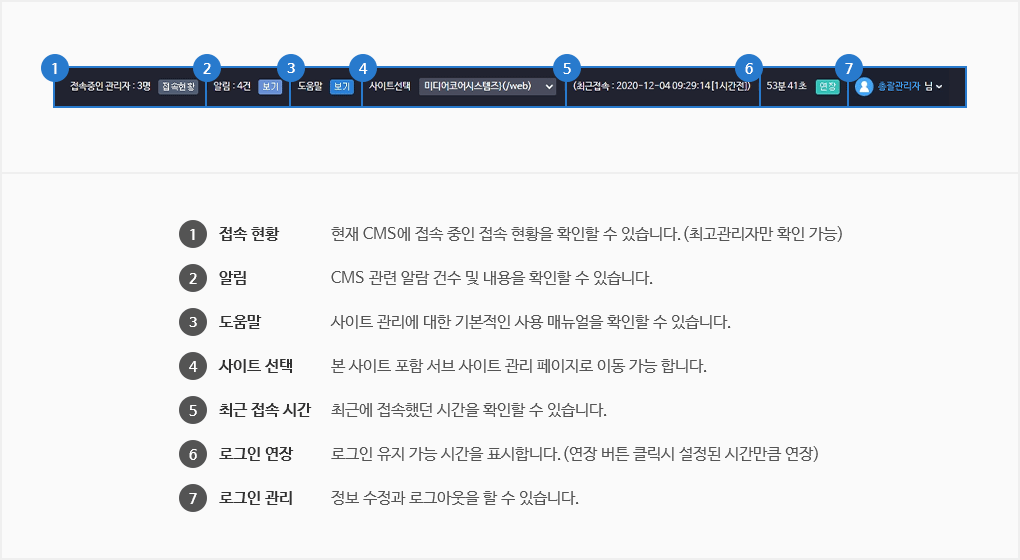 1 2 3 4 5 6 7
접속중인 관리자 : 3명 접속현황 알림 : 4건 보기 도움말 보기 사이트선택 미디어코어시스템즈](/web) (최근접속 : 2020-12-04 09:29:14 [1시간전]) 53분 41초 연장 총괄관리자 님
1 접속 현황 현재 CMS에 접속 중인 접속 현황을 확인할 수 있습니다. (최고관리자만 확인 가능)
2 알림 CMS 관련 알람 건수 및 내용을 확인할 수 있습니다.
3 도움말 사이트 관리에 대한 기본적인 사용 매뉴얼을 확인할 수 있습니다.
4 사이트 선택 본 사이트 포함 서브 사이트 관리 페이지로 이동 가능 합니다.
5 최근 접속 시간 최근에 접속했던 시간을 확인할 수 있습니다.
6 로그인 연장 로그인 유지 가능 시간을 표시합니다. (연장 버튼 클릭시 설정된 시간만큼 연장)
7 로그인 관리 정보 수정과 로그아웃을 할 수 있습니다.